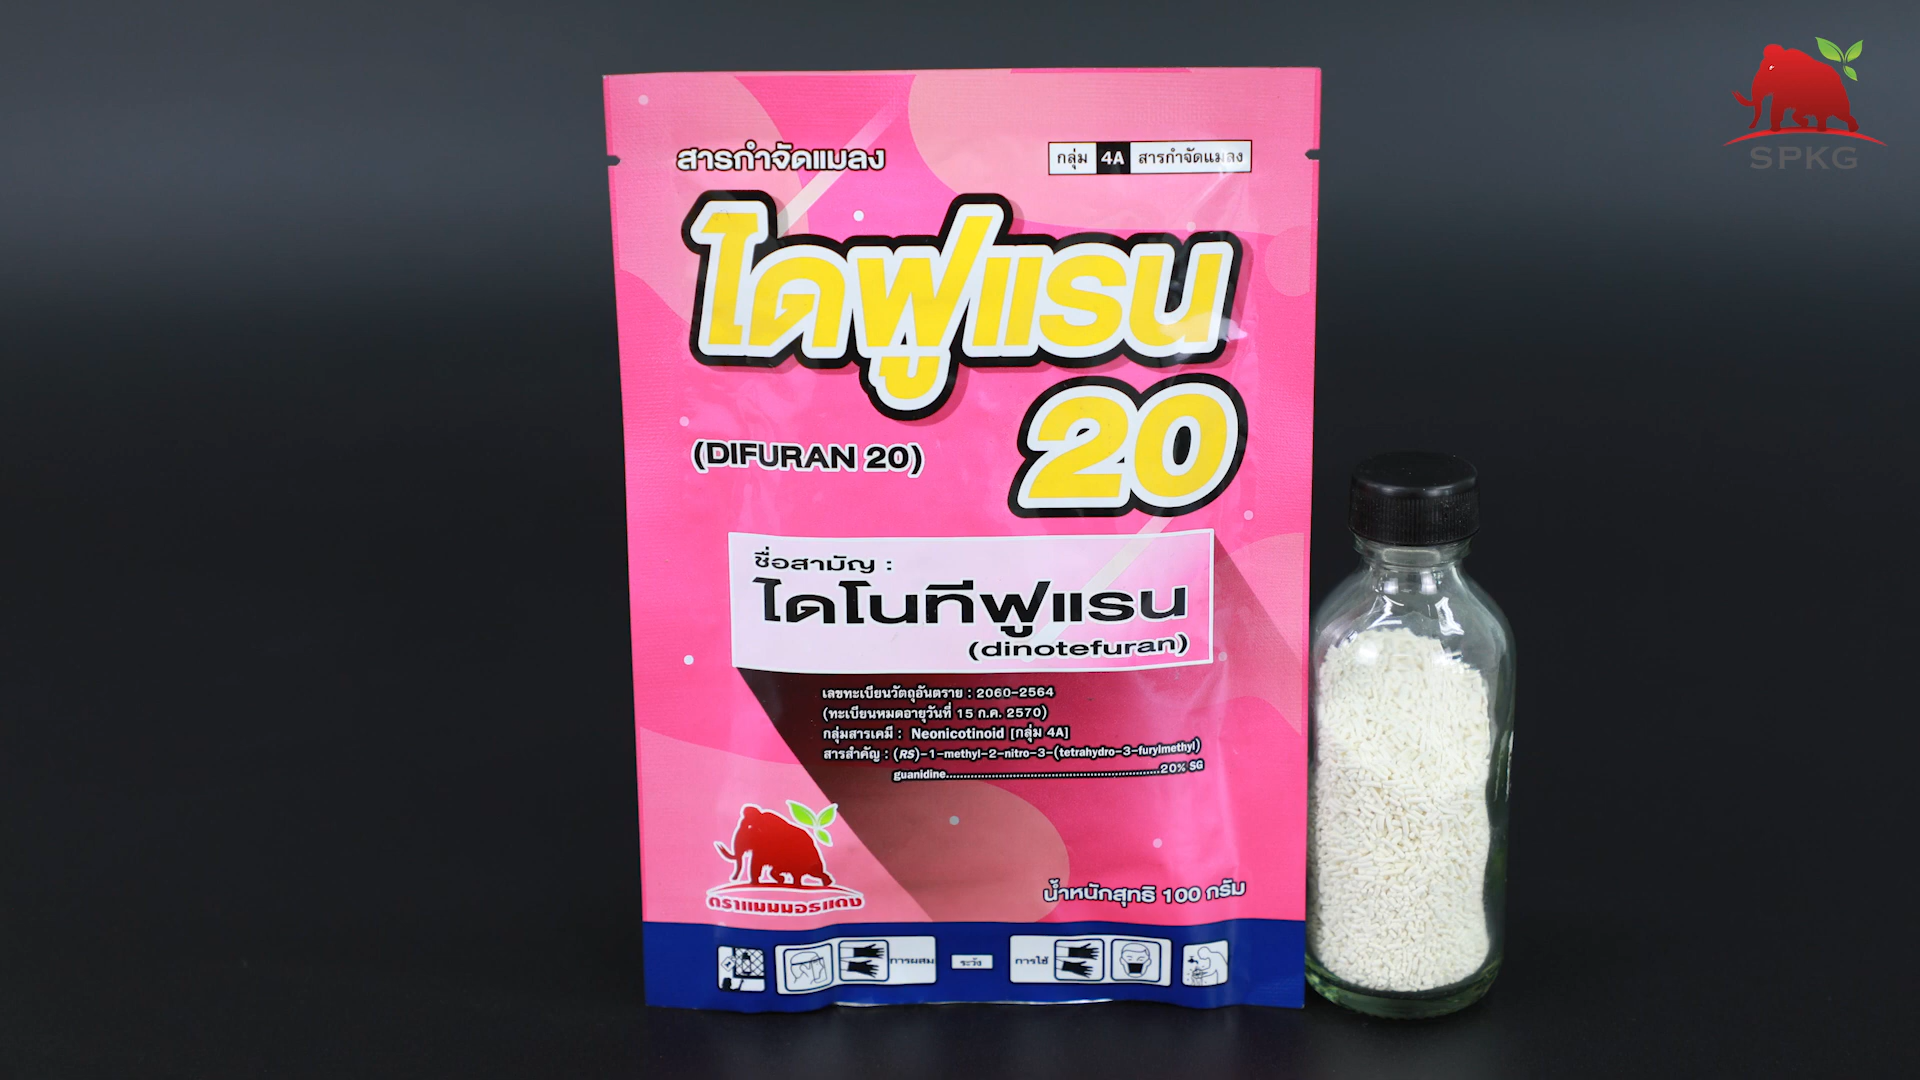 SPKG
สารกำจัดแมลง
กลุ่ม 4A สารกำจัดแมลง
ไดฟูแรน
20
(DIFURAN 20)
ชื่อสามัญ :
ไดโนทีฟูแรน
(dinotefuran)
เลขทะเบียนวัตถุอันตราย : 2060-2564
(ทะเบียนหมดอายุวันที่ 15 ก.ค. 2570)
กลุ่มสารเคมี : Neonicotinoid [กลุ่ม 4A]
สารสำคัญ : (RS)-1-methyl-2-nitro-3-(tetrahydro-3-furylmethyl)
guanidine..............................................................20% SG
ตราแมมมอธแดง
น้ำหนักสุทธิ 100 กรัม
การผสม ระวัง การใช้